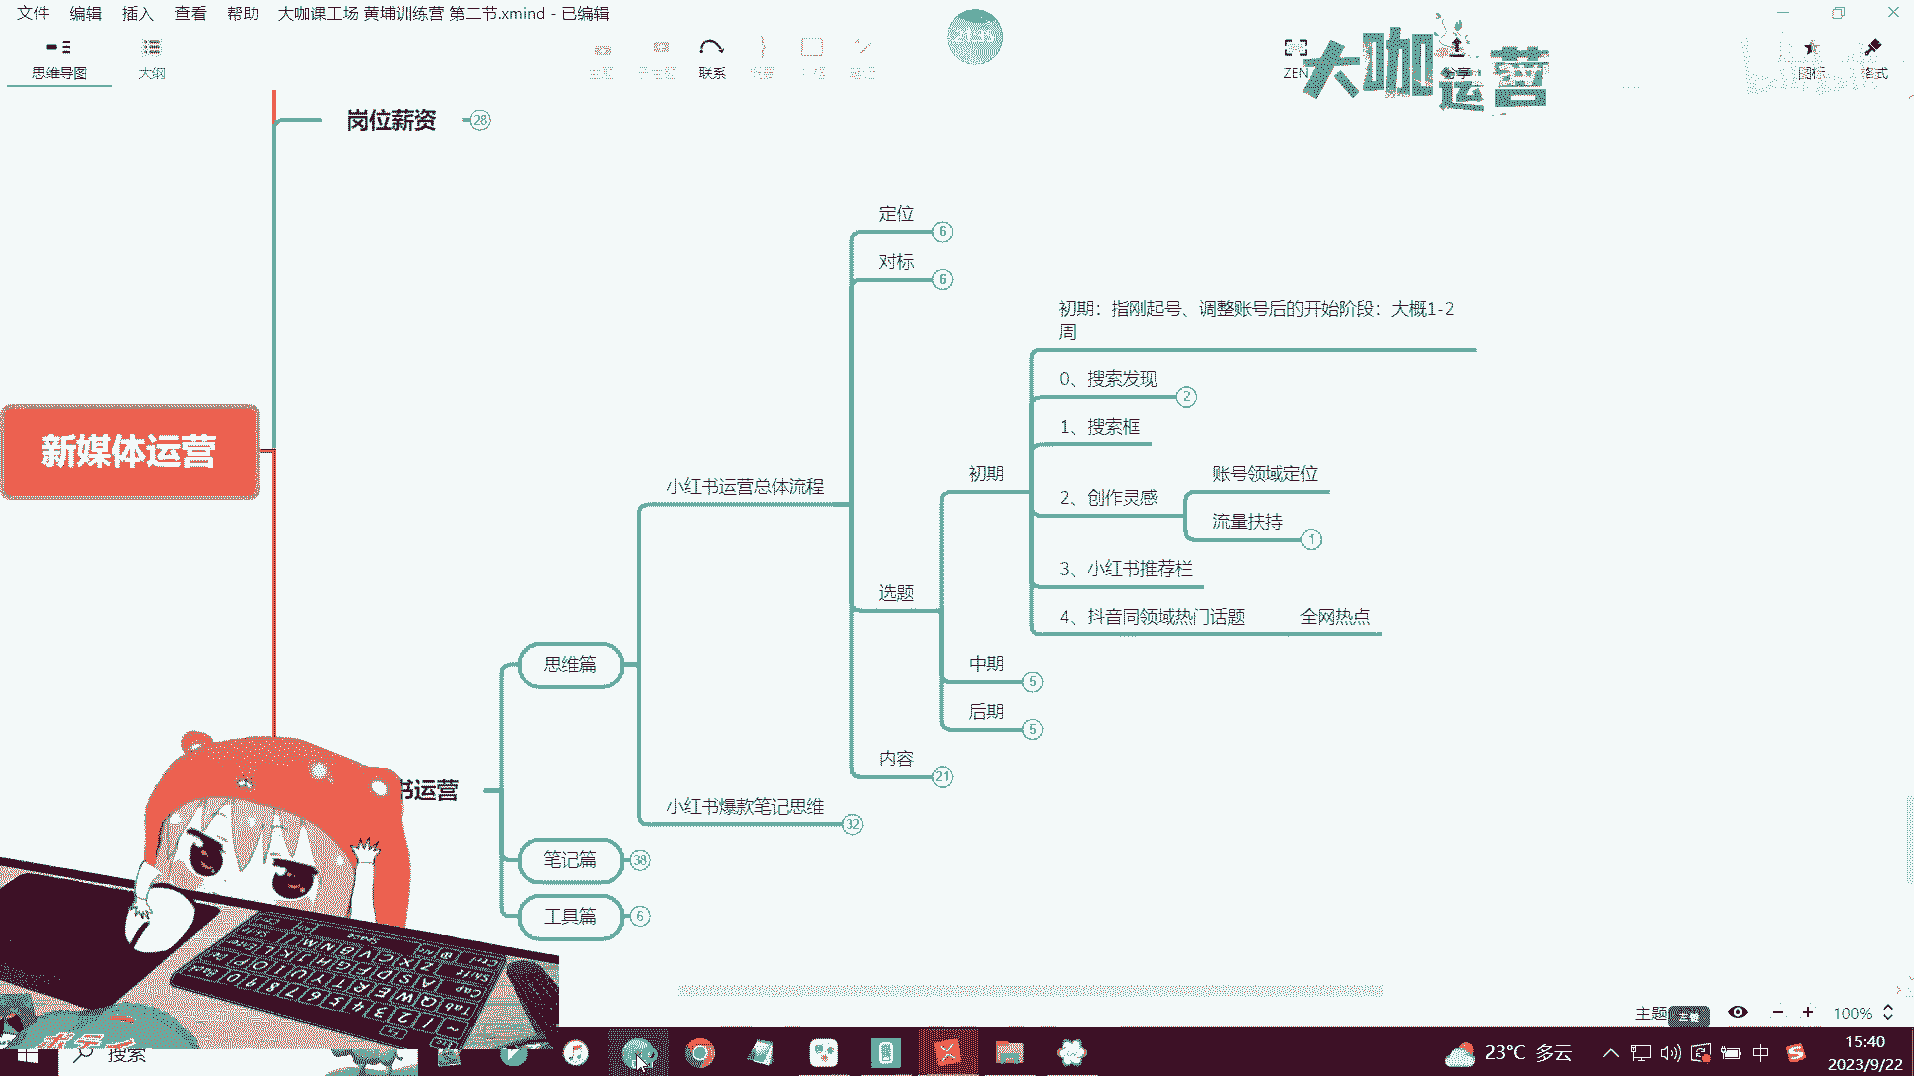 文件 编辑 插入 查看 帮助 大咖课工场 黄埔训练营 第二节.xmind - 已编辑
思维导图 大纲 联系 ZEN 分享 图标 格式
大咖运营
岗位薪资 28
定位 6
对标 6
初期：指刚起号、调整账号后的开始阶段：大概1-2
周
0、搜索发现 2
1、搜索框
初期
账号领域定位
2、创作灵感
流量扶持 1
3、小红书推荐栏
4、抖音同领域热门话题 全网热点
小红书运营总体流程
选题
中期 5
后期 5
内容 21
小红书爆款笔记思维 32
新媒体运营
思维篇
书运营
笔记篇 38
工具篇 6
主题 100%
搜索
23°C 多云 中 15:40
2023/9/22